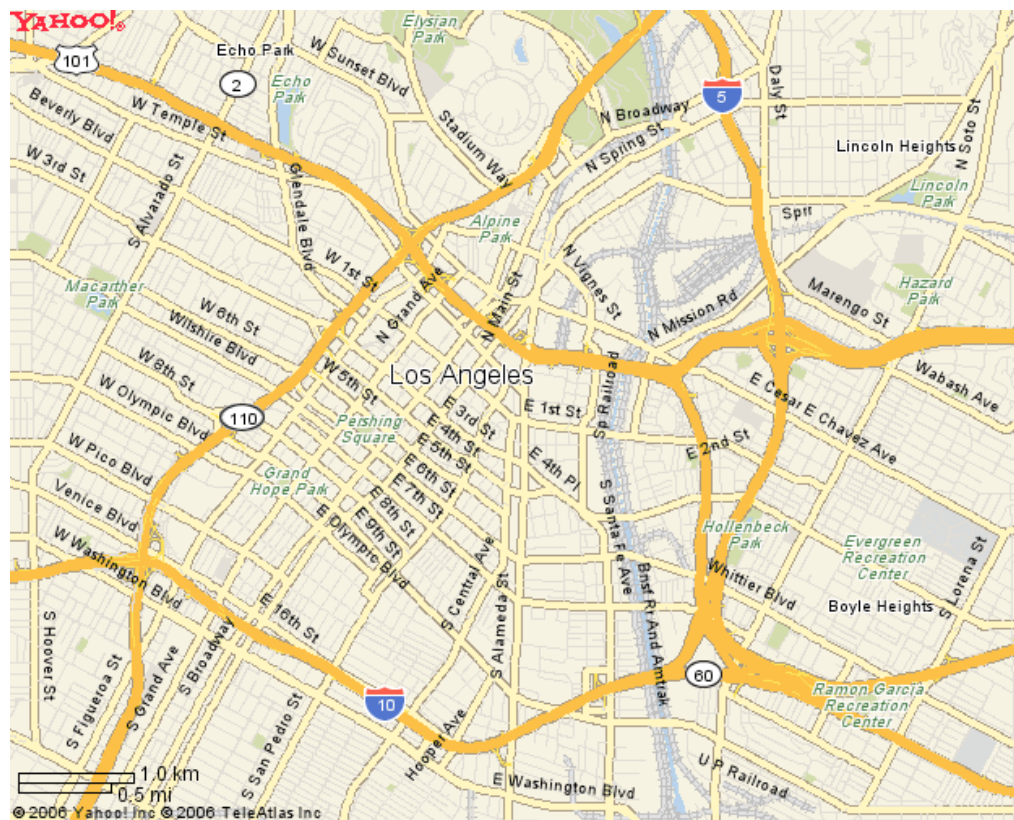 YAHOO!®
Elysian
Park
Echo Park
W Sunset Blvd
101
2
Echo
Park
5
Daly St
N Broadway
N Spring St
N Soto St
Beverly Blvd
W Temple St
Stadium Way
Lincoln Heights
W 3rd St
S Alvarado St
Glendale Blvd
Lincoln
Park
Alpine
Park
Sprr
W 1st St
N Vignes St
Macarther
Park
N Grand Ave
N Main St
Marengo St
Hazard
Park
W 6th St
Wilshire Blvd
N Mission Rd
W 8th St
W 5th St
Los Angeles
S Railroad
Wabash Ave
W Olympic Blvd
E Cesar E Chavez Ave
110
Pershing
Square
E 3rd St
E 1st St
E 4th St
E 2nd St
W Pico Blvd
E 5th St
E 4th Pl
Grand
Hope Park
E 6th St
E 7th St
Venice Blvd
E 8th St
E Olympic Blvd
E 9th St
S Santa Fe Ave
Hollenbeck
Park
W Washington Blvd
Evergreen
Recreation
Center
S Lorena St
S Central Ave
Bnsf Rr And Amtrak
Whittier Blvd
Boyle Heights
E 16th St
S Alameda St
S Hoover St
S Broadway
S Grand Ave
S Figueroa St
60
Ramon Garcia
Recreation
Center
10
S San Pedro St
Hooper Ave
U P Railroad
E Washington Blvd
1.0 km
0.5 mi
© 2006 Yahoo! Inc © 2006 TeleAtlas Inc